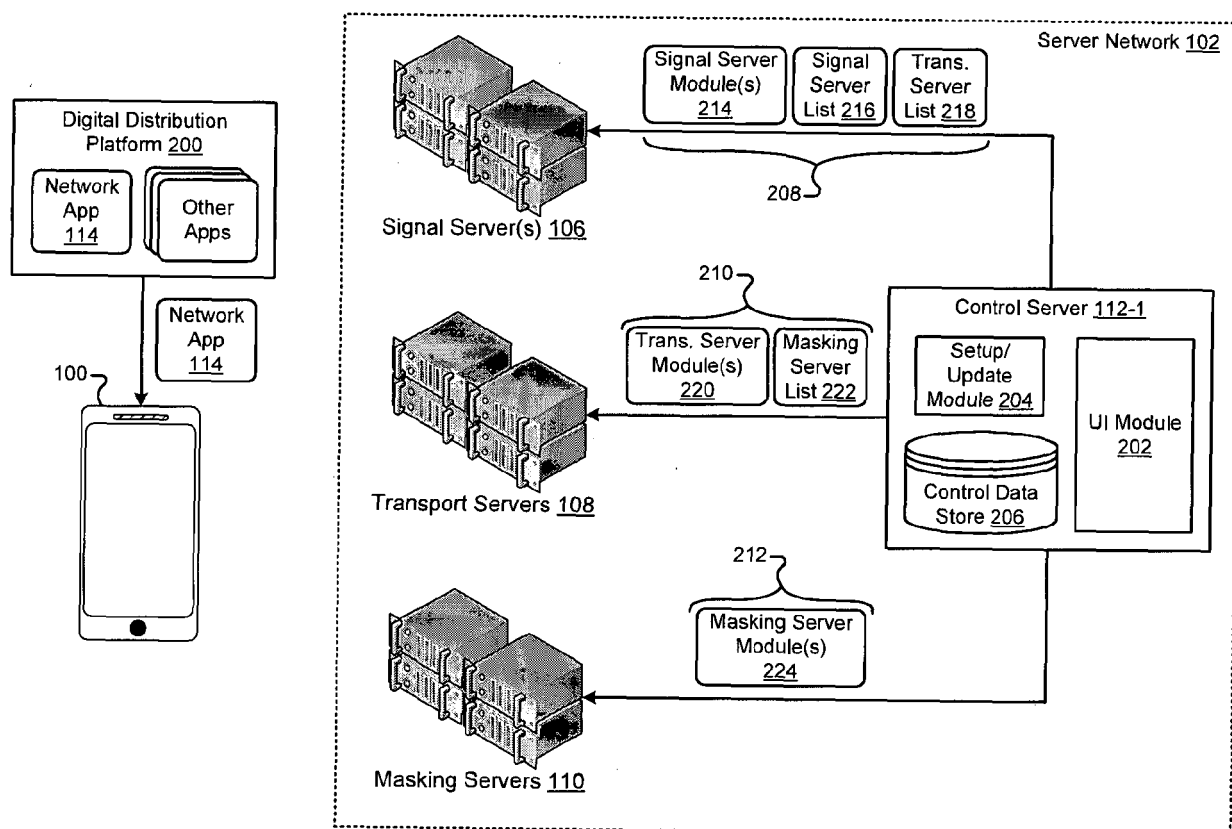 Server Network 102
Digital Distribution
Platform 200
Network
App
114
Other
Apps
Network
App
114
100
Signal Server
Module(s)
214
Signal
Server
List 216
Trans.
Server
List 218
208
Signal Server(s) 106
210
Trans. Server
Module(s)
220
Masking
Server
List 222
Transport Servers 108
Control Server 112-1
Setup/
Update
Module 204
UI Module
202
Control Data
Store 206
212
Masking Server
Module(s)
224
Masking Servers 110